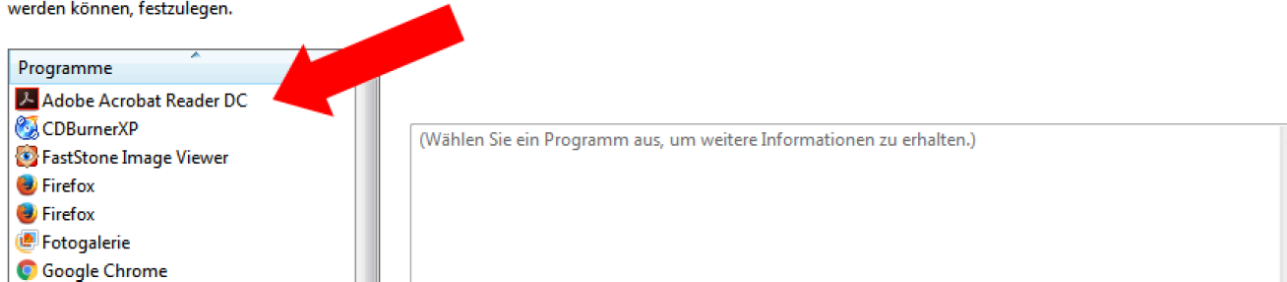 werden können, festzulegen.
Programme
Adobe Acrobat Reader DC
CDBurnerXP
FastStone Image Viewer
Firefox
Firefox
Fotogalerie
Google Chrome
(Wählen Sie ein Programm aus, um weitere Informationen zu erhalten.)